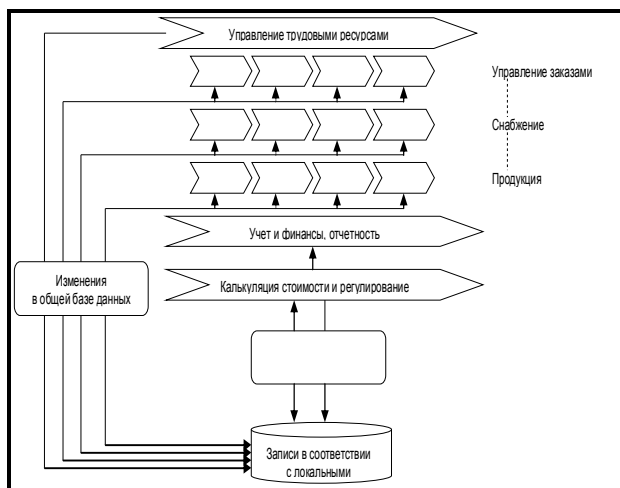 Управление трудовыми ресурсами
Управление заказами
Снабжение
Продукция
Учет и финансы, отчетность
Изменения
в общей базе данных
Калькуляция стоимости и регулирование
Записи в соответствии
с локальными